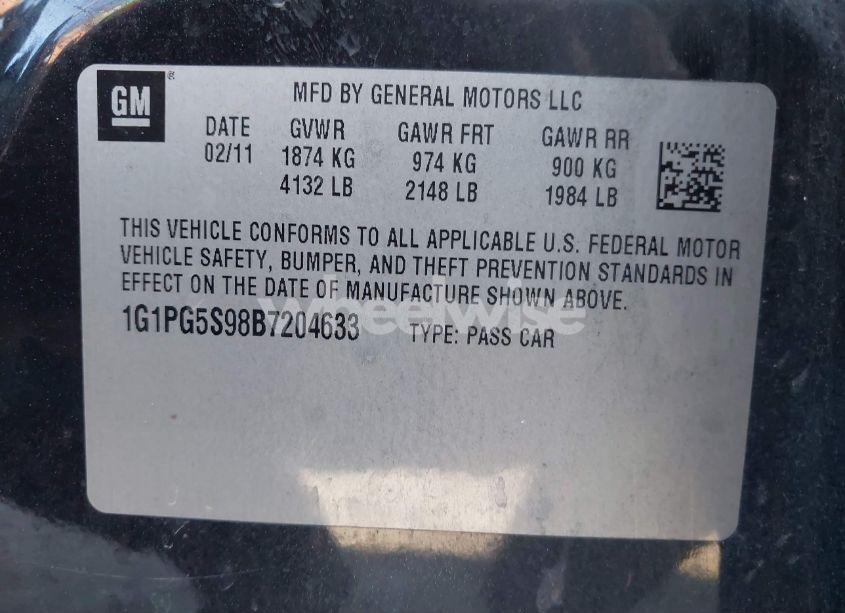 GM
MFD BY GENERAL MOTORS LLC
DATE GVWR GAWR FRT GAWR RR
02/11 1874 KG 974 KG 900 KG
4132 LB 2148 LB 1984 LB
THIS VEHICLE CONFORMS TO ALL APPLICABLE U.S. FEDERAL MOTOR
VEHICLE SAFETY, BUMPER, AND THEFT PREVENTION STANDARDS IN
EFFECT ON THE DATE OF MANUFACTURE SHOWN ABOVE.
1G1PG5S98B7204633 TYPE: PASS CAR
wheelwise